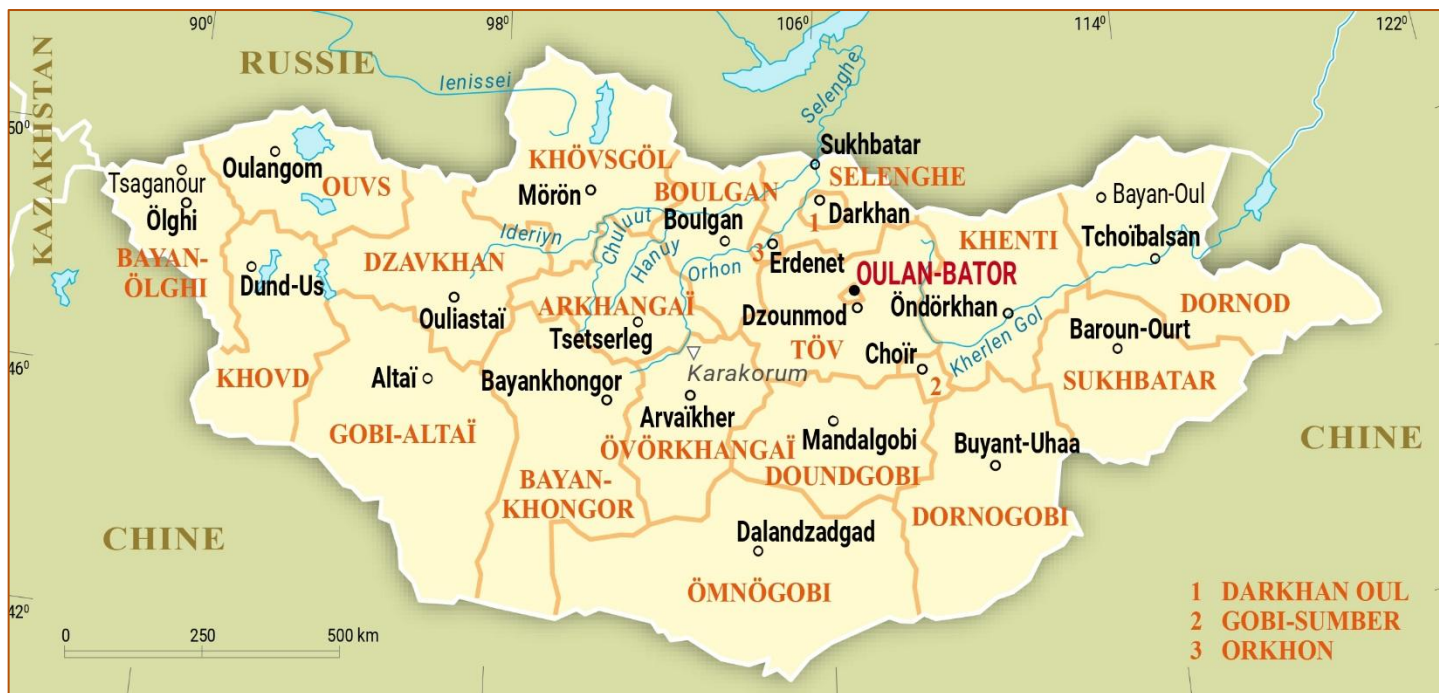 90⁰
98⁰
106⁰
114⁰
122⁰
KAZAKHSTAN
RUSSIE
Ienissei
Selenghe
50⁰
Sukhbatar
Oulangom
KHÖVSGÖL
SELENGHE
Tsaganour
OUVS
Mörön
BOULGAN
Bayan-Oul
Ölghi
Chuluut
Boulgan
1
Darkhan
KHENTI
Tchoïbalsan
BAYAN-
ÖLGHI
Ideriyn
Hanuy
Orhon
3
Erdenet
DZAVKHAN
OULAN-BATOR
Dund-Us
ARKHANGAÏ
Dzounmod
Öndörkhan
DORNOD
Ouliastaï
Tsetserleg
TÖV
Choïr
Kherlen Gol
Baroun-Ourt
46⁰
KHOVD
Altaï
Bayankhongor
Karakorum
2
SUKHBATAR
GOBI-ALTAÏ
Arvaïkher
ÖVÖRKHANGAÏ
Mandalgobi
Buyant-Uhaa
CHINE
BAYAN-
KHONGOR
DOUNDGOBI
DORNOGOBI
CHINE
Dalandzadgad
ÖMNÖGOBI
42⁰
0 250 500 km
1 DARKHAN OUL
2 GOBI-SUMBER
3 ORKHON